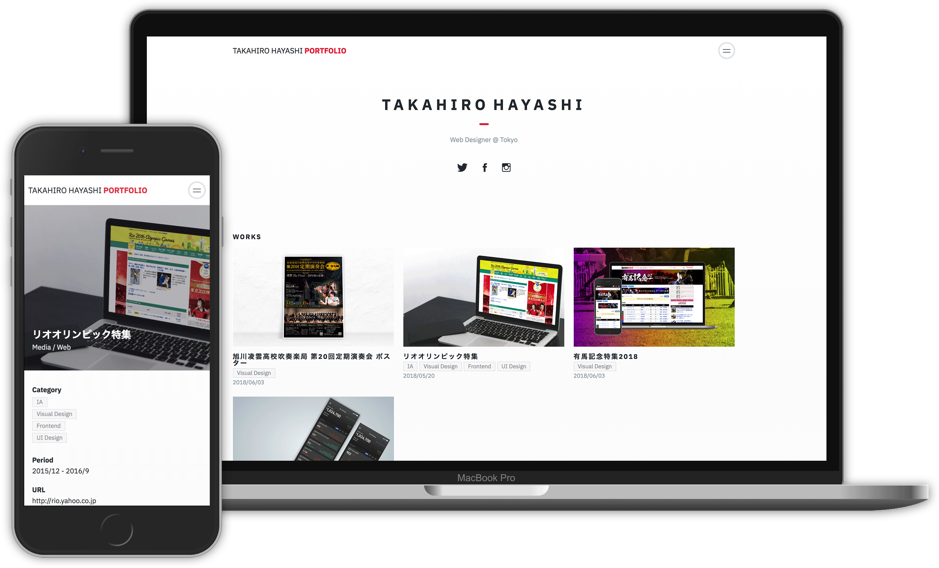 TAKAHIRO HAYASHI PORTFOLIO
TAKAHIRO HAYASHI
Web Designer @ Tokyo
WORKS
旭川凌雲高校吹奏楽局 第20回定期演奏会 ポスター
Visual Design
2018/06/03
リオオリンピック特集
IA Visual Design Frontend UI Design
2018/05/20
有馬記念特集2018
Visual Design
2018/06/03
MacBook Pro
TAKAHIRO HAYASHI PORTFOLIO
Rio 2016 Olympic Games
リオオリンピック特集
Media / Web
Category
IA
Visual Design
Frontend
UI Design
Period
2015/12 - 2016/9
URL
http://rio.yahoo.co.jp